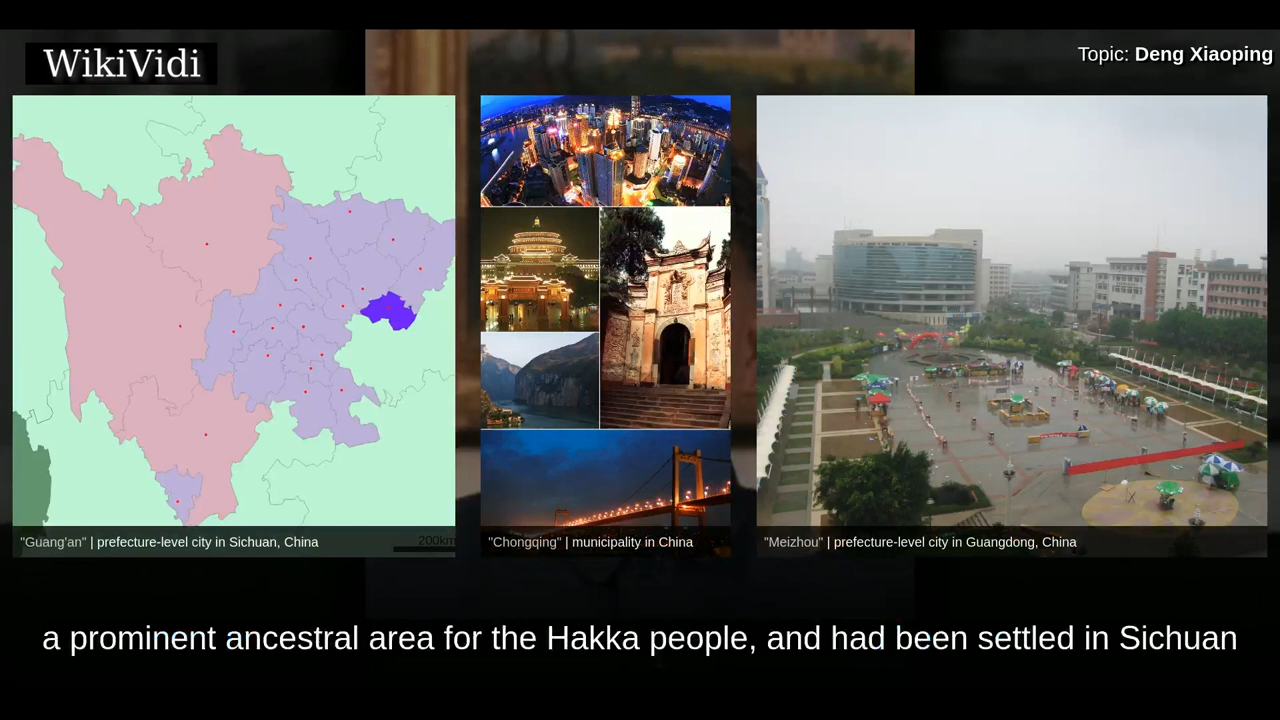 WikiVidi
Topic: Deng Xiaoping
200km
"Guang'an" | prefecture-level city in Sichuan, China
"Chongqing" | municipality in China
"Meizhou" | prefecture-level city in Guangdong, China
a prominent ancestral area for the Hakka people, and had been settled in Sichuan